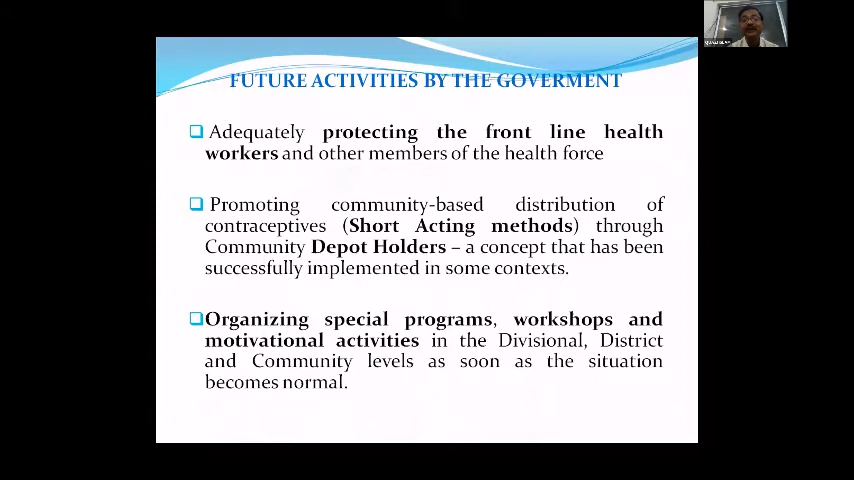 FUTURE ACTIVITIES BY THE GOVERMENT
Adequately protecting the front line health
workers and other members of the health force
Promoting community-based distribution of
contraceptives (Short Acting methods) through
Community Depot Holders – a concept that has been
successfully implemented in some contexts.
Organizing special programs, workshops and
motivational activities in the Divisional, District
and Community levels as soon as the situation
becomes normal.